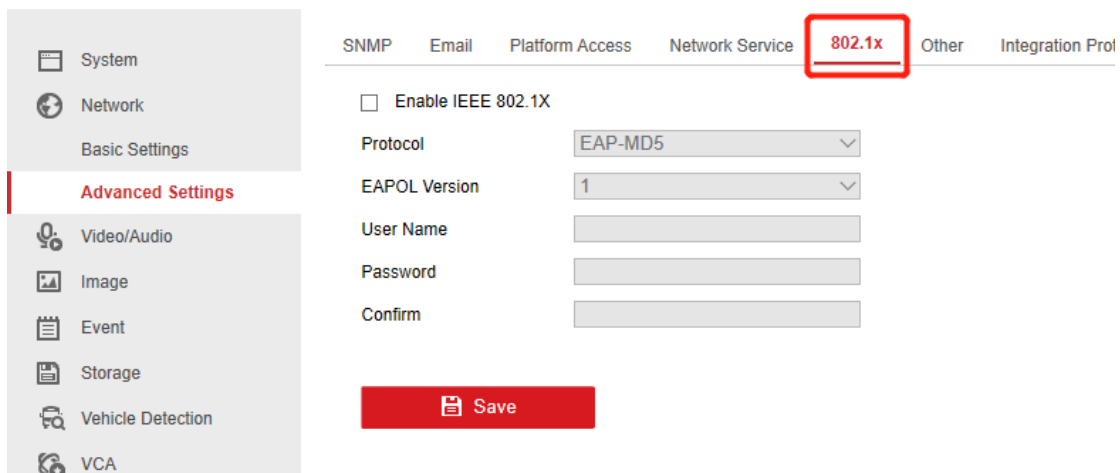 System
Network
Basic Settings
Advanced Settings
Video/Audio
Image
Event
Storage
Vehicle Detection
VCA
SNMP Email Platform Access Network Service 802.1x Other Integration Prot
Enable IEEE 802.1X
Protocol EAP-MD5
EAPOL Version 1
User Name
Password
Confirm
Save